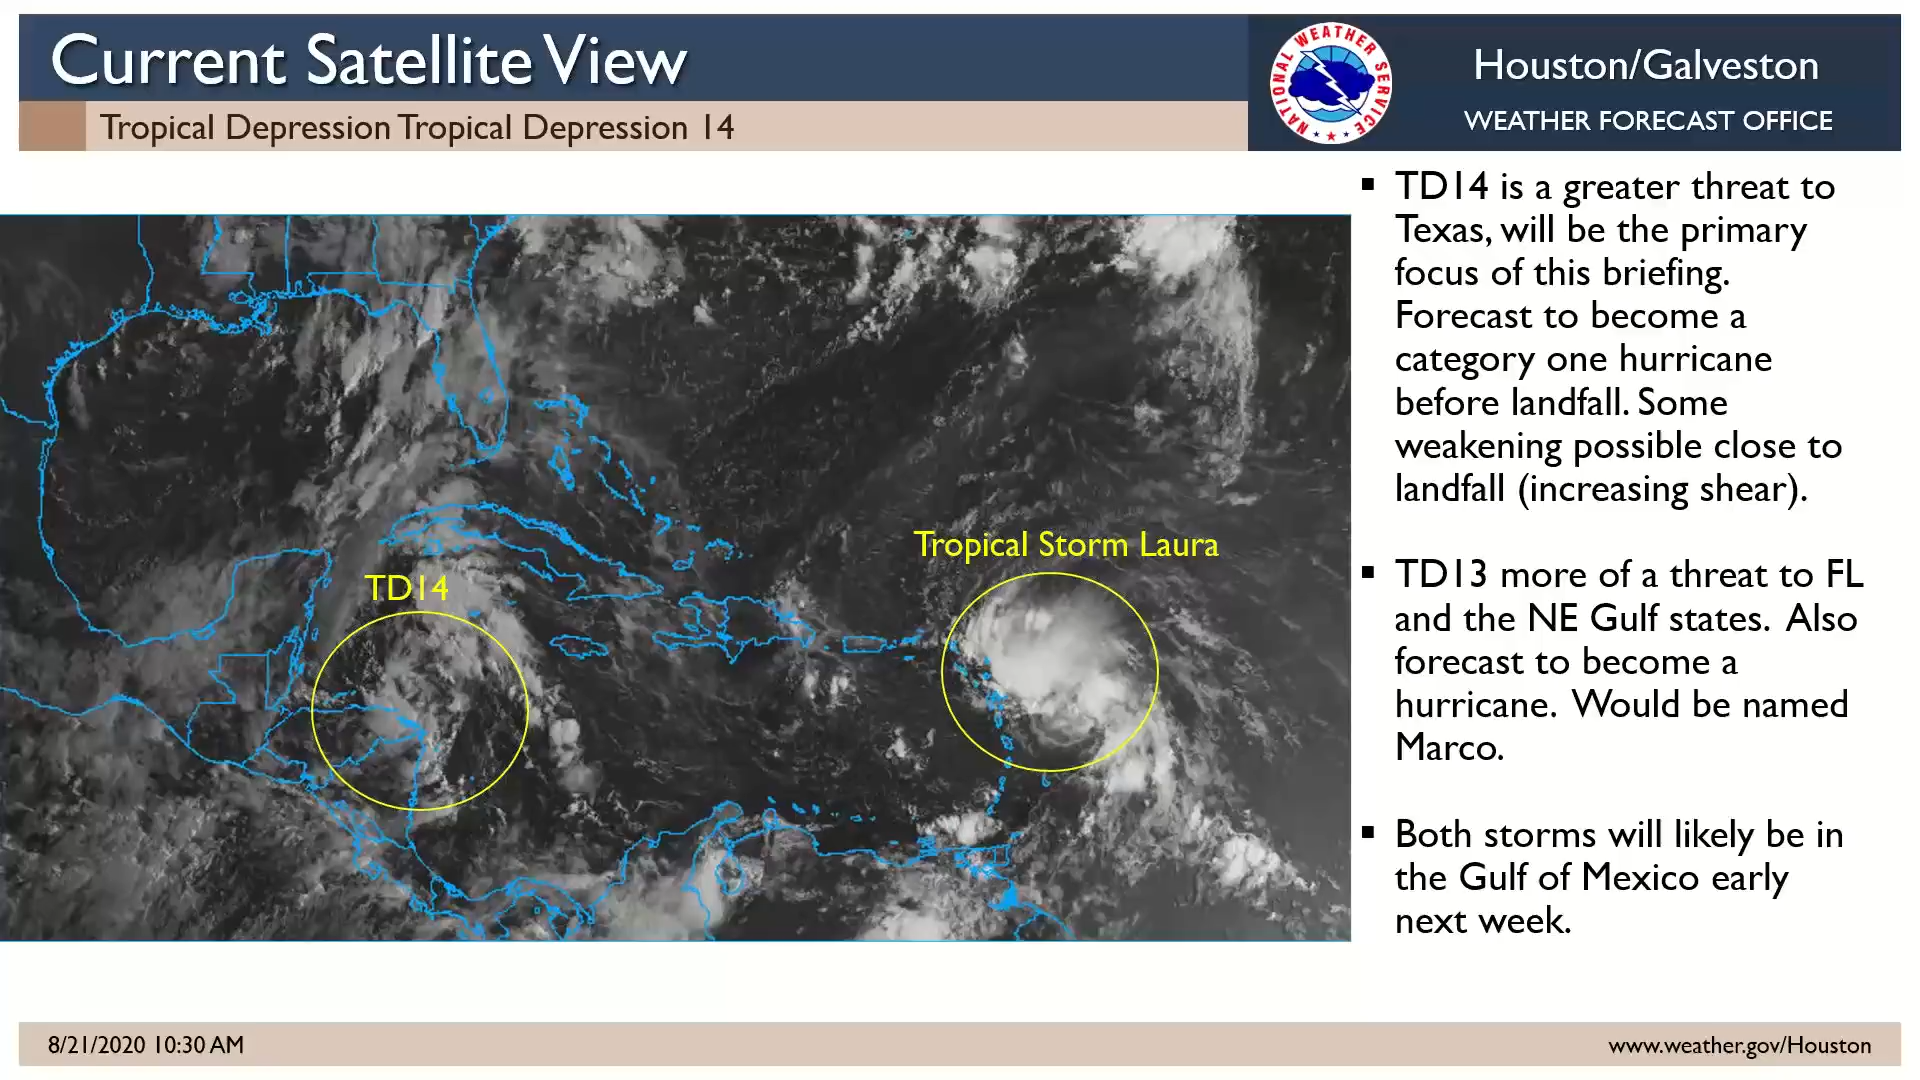 Current Satellite View
Tropical Depression Tropical Depression 14
NATIONAL WEATHER SERVICE
Houston/Galveston
WEATHER FORECAST OFFICE
TD14
Tropical Storm Laura
▪ TD14 is a greater threat to
Texas, will be the primary
focus of this briefing.
Forecast to become a
category one hurricane
before landfall. Some
weakening possible close to
landfall (increasing shear).
▪ TD13 more of a threat to FL
and the NE Gulf states.  Also
forecast to become a
hurricane.  Would be named
Marco.
▪ Both storms will likely be in
the Gulf of Mexico early
next week.
8/21/2020 10:30 AM
www.weather.gov/Houston